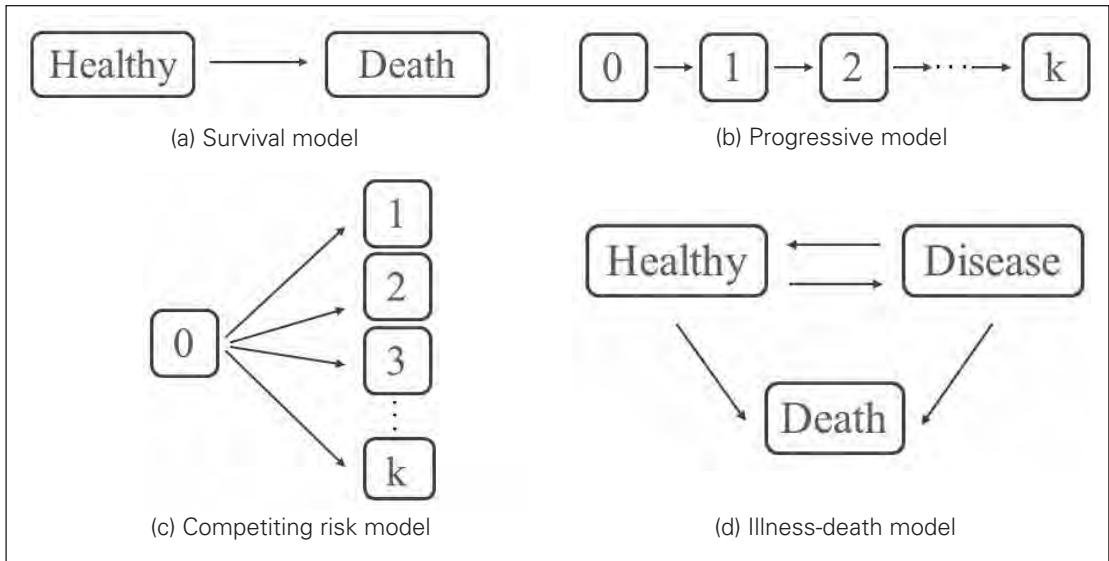 Healthy
Death
(a) Survival model
0
1
2
...
k
(b) Progressive model
0
1
2
3
k
(c) Competiting risk model
Healthy
Disease
Death
(d) Illness-death model